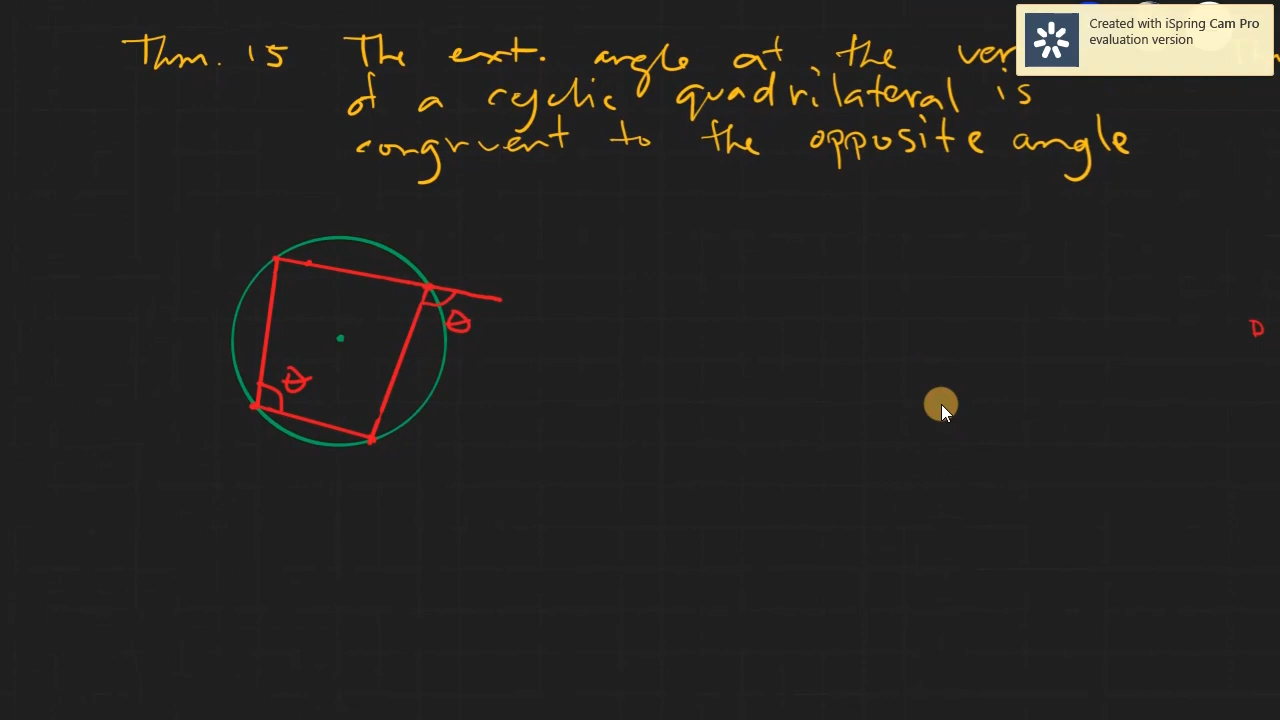 Created with iSpring Cam Pro
evaluation version
Thm. 15 The ext. angle at the ver
of a cyclic quadrilateral is
congruent to the opposite angle
θ
θ
D